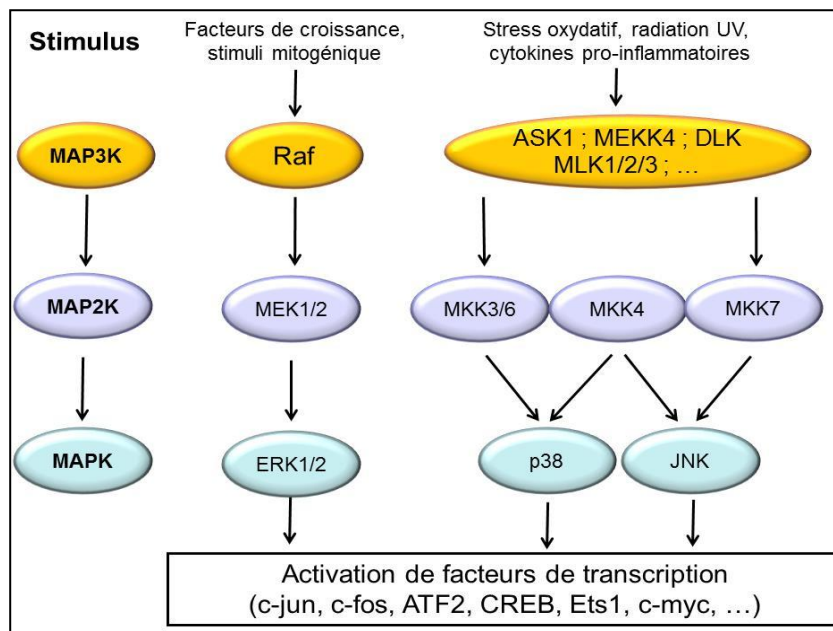 Stimulus
Facteurs de croissance,
stimuli mitogénique
Stress oxydatif, radiation UV,
cytokines pro-inflammatoires
MAP3K
Raf
ASK1 ; MEKK4 ; DLK
MLK1/2/3 ; …
MAP2K
MEK1/2
MKK3/6
MKK4
MKK7
MAPK
ERK1/2
p38
JNK
Activation de facteurs de transcription
(c-jun, c-fos, ATF2, CREB, Ets1, c-myc, …)